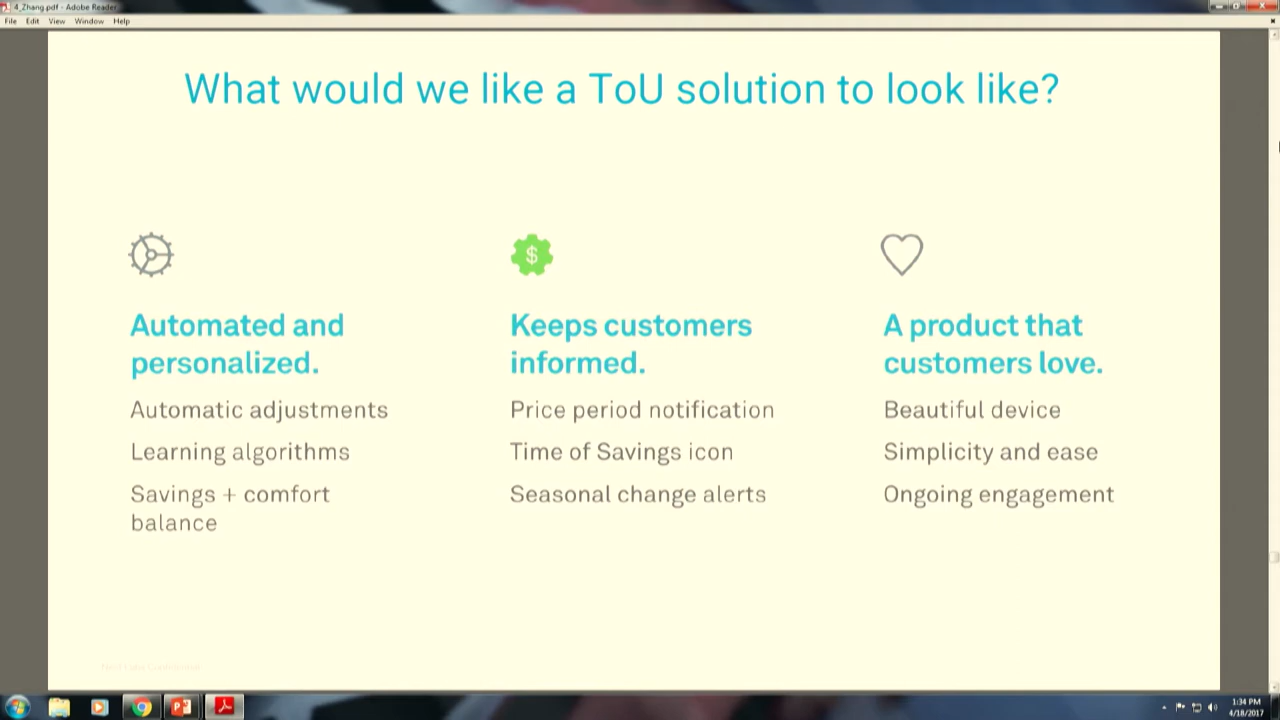 4_Zhang.pdf - Adobe Reader
File Edit View Window Help
What would we like a ToU solution to look like?
$
Automated and
personalized.
Automatic adjustments
Learning algorithms
Savings + comfort
balance
Keeps customers
informed.
Price period notification
Time of Savings icon
Seasonal change alerts
A product that
customers love.
Beautiful device
Simplicity and ease
Ongoing engagement
1:34 PM
4/18/2017